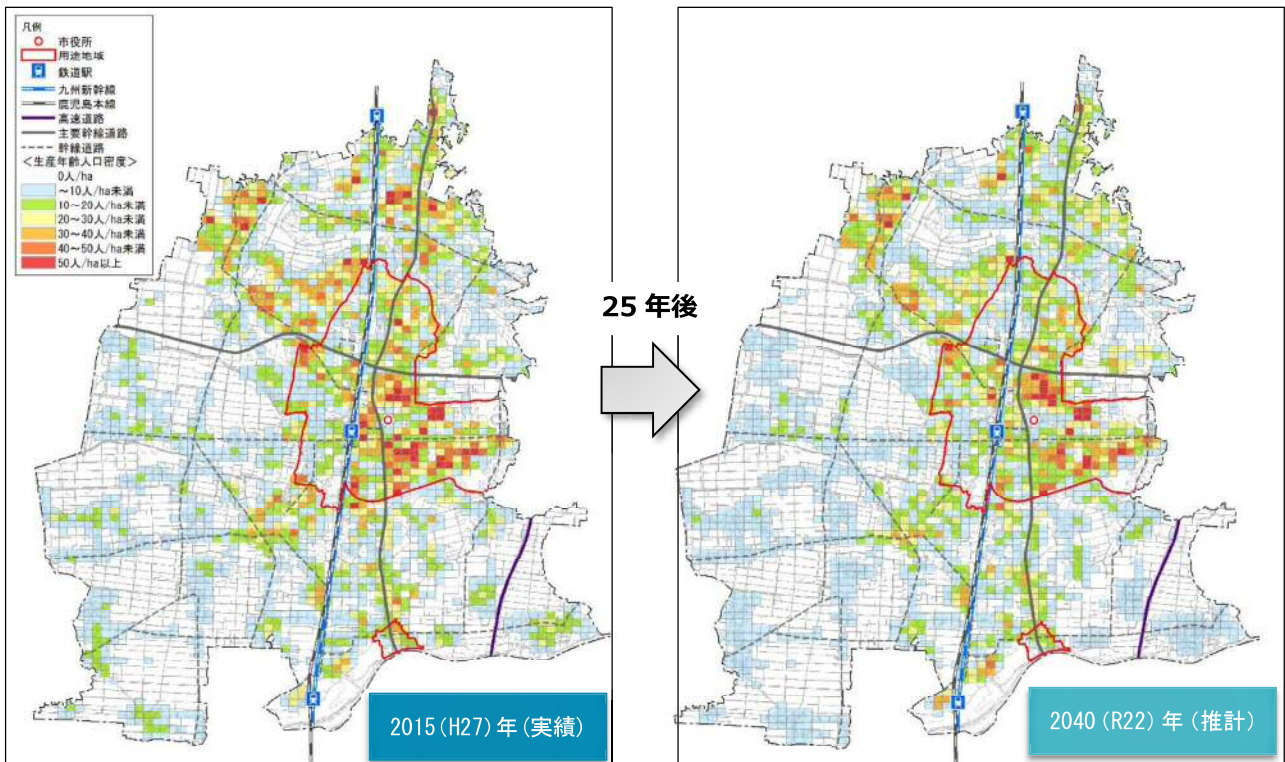 凡例
市役所
用途地域
鉄道駅
九州新幹線
鹿児島本線
高速道路
主要幹線道路
幹線道路
＜生産年齢人口密度＞
0人/ha
～10人/ha未満
10～20人/ha未満
20～30人/ha未満
30～40人/ha未満
40～50人/ha未満
50人/ha以上
25年後
2015(H27)年(実績)
2040(R22)年(推計)